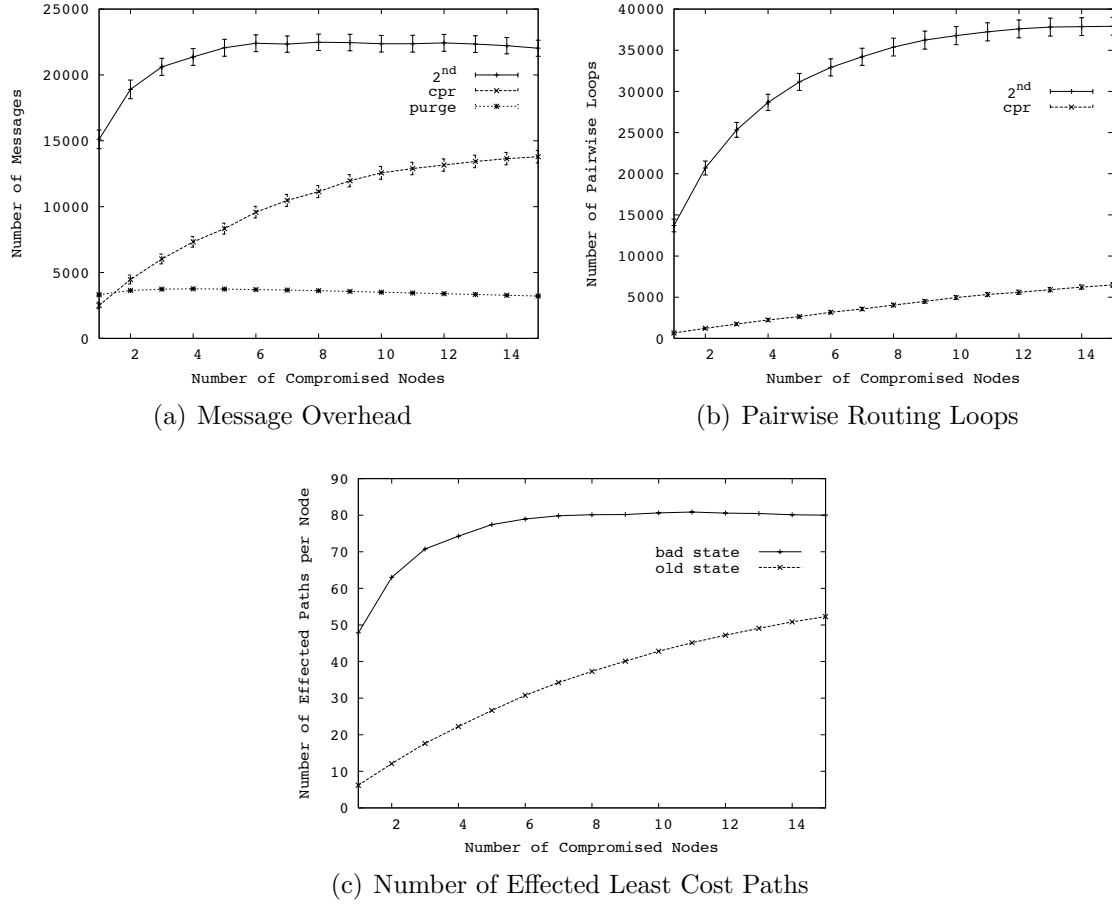 25000
20000
15000
10000
5000
0
Number of Messages
2nd
cpr
purge
2 4 6 8 10 12 14
Number of Compromised Nodes
(a) Message Overhead
40000
35000
30000
25000
20000
15000
10000
5000
0
Number of Pairwise Loops
2nd
cpr
2 4 6 8 10 12 14
Number of Compromised Nodes
(b) Pairwise Routing Loops
90
80
70
60
50
40
30
20
10
0
Number of Effected Paths per Node
bad state
old state
2 4 6 8 10 12 14
Number of Compromised Nodes
(c) Number of Effected Least Cost Paths